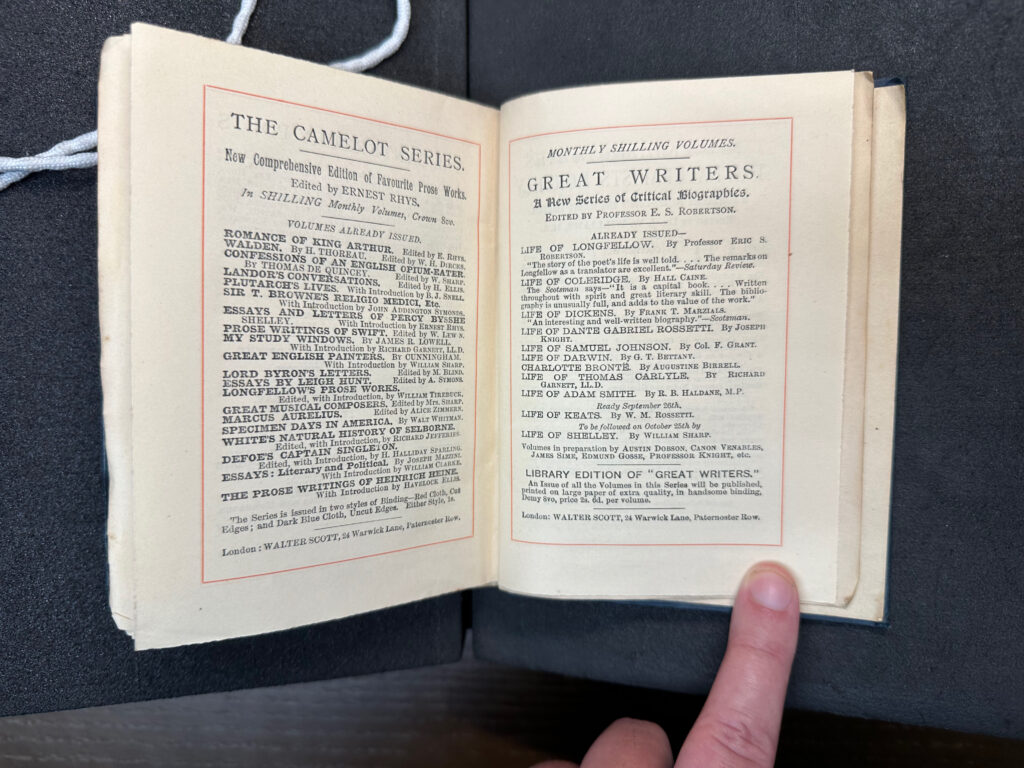 THE CAMELOT SERIES.
New Comprehensive Edition of Favourite Prose Works.
Edited by ERNEST RHYS.
In SHILLING Monthly Volumes, Crown 8vo.
VOLUMES ALREADY ISSUED.
ROMANCE OF KING ARTHUR. Edited by E. RHYS.
WALDEN. By H. THOREAU. Edited by W. H. DIRCKS.
CONFESSIONS OF AN ENGLISH OPIUM-EATER.
By THOMAS DE QUINCEY. Edited by W. SHARP.
LANDOR'S CONVERSATIONS. Edited by H. ELLIS.
PLUTARCH'S LIVES. With Introduction by B. J. SNELL.
SIR T. BROWNE'S RELIGIO MEDICI, Etc.
With Introduction by JOHN ADDINGTON SYMONDS.
ESSAYS AND LETTERS OF PERCY BYSSHE
SHELLEY. With Introduction by ERNEST RHYS.
PROSE WRITINGS OF SWIFT. Edited by W. LEWIN.
MY STUDY WINDOWS. By JAMES R. LOWELL.
With Introduction by RICHARD GARNETT, LL.D.
GREAT ENGLISH PAINTERS. By CUNNINGHAM.
With Introduction by WILLIAM SHARP.
LORD BYRON'S LETTERS. Edited by M. BLIND.
ESSAYS BY LEIGH HUNT. Edited by A. SYMONS.
LONGFELLOW'S PROSE WORKS.
Edited, with Introduction, by WILLIAM TIREBUCK.
GREAT MUSICAL COMPOSERS. Edited by Mrs. SHARP.
MARCUS AURELIUS. Edited by ALICE ZIMMERN.
SPECIMEN DAYS IN AMERICA. By WALT WHITMAN.
WHITE'S NATURAL HISTORY OF SELBORNE.
Edited, with Introduction, by RICHARD JEFFERIES.
DEFOE'S CAPTAIN SINGLETON.
Edited, with Introduction, by H. HALLIDAY SPARLING.
ESSAYS: Literary and Political. By JOSEPH MAZZINI.
With Introduction by WILLIAM CLARKE.
THE PROSE WRITINGS OF HEINRICH HEINE.
With Introduction by HAVELOCK ELLIS.
The Series is issued in two styles of Binding—Red Cloth, Cut
Edges; and Dark Blue Cloth, Uncut Edges. Either Style, 1s.
London: WALTER SCOTT, 24 Warwick Lane, Paternoster Row.
MONTHLY SHILLING VOLUMES.
GREAT WRITERS.
A New Series of Critical Biographies.
EDITED BY PROFESSOR E. S. ROBERTSON.
ALREADY ISSUED—
LIFE OF LONGFELLOW. By Professor ERIC S.
ROBERTSON.
"The story of the poet's life is well told. . . . The remarks on
Longfellow as a translator are excellent."—Saturday Review.
LIFE OF COLERIDGE. By HALL CAINE.
The Scotsman says—"It is a capital book. . . . Written
throughout with spirit and great literary skill. The biblio-
graphy is unusually full, and adds to the value of the work."
LIFE OF DICKENS. By FRANK T. MARZIALS.
"An interesting and well-written biography."—Scotsman.
LIFE OF DANTE GABRIEL ROSSETTI. By JOSEPH
KNIGHT.
LIFE OF SAMUEL JOHNSON. By Col. F. GRANT.
LIFE OF DARWIN. By G. T. BETTANY.
CHARLOTTE BRONTË. By AUGUSTINE BIRRELL.
LIFE OF THOMAS CARLYLE. By RICHARD
GARNETT, LL.D.
LIFE OF ADAM SMITH. By R. B. HALDANE, M.P.
Ready September 26th,
LIFE OF KEATS. By W. M. ROSSETTI.
To be followed on October 25th by
LIFE OF SHELLEY. By WILLIAM SHARP.
Volumes in preparation by AUSTIN DOBSON, CANON VENABLES,
JAMES SIME, EDMUND GOSSE, PROFESSOR KNIGHT, etc.
LIBRARY EDITION OF "GREAT WRITERS."
An Issue of all the Volumes in this Series will be published,
printed on large paper of extra quality, in handsome binding,
Demy 8vo, price 2s. 6d. per volume.
London: WALTER SCOTT, 24 Warwick Lane, Paternoster Row.